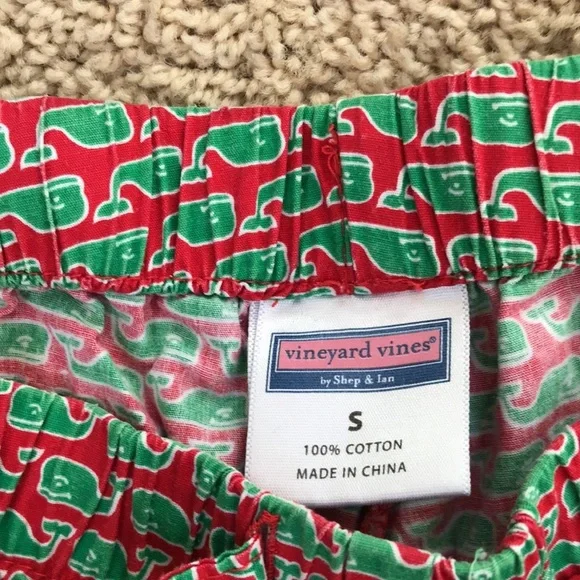 vineyard vines®
by Shep & Ian
S
100% COTTON
MADE IN CHINA